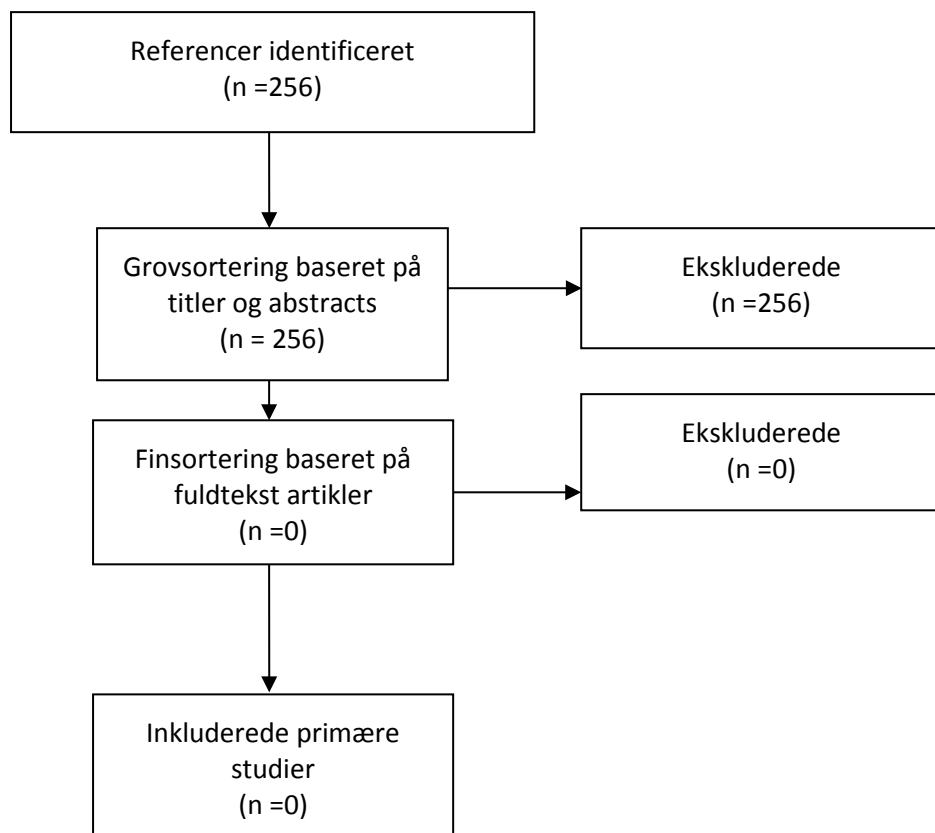 Referencer identificeret
(n =256)
Grovsortering baseret på
titler og abstracts
(n = 256)
Ekskluderede
(n =256)
Finsortering baseret på
fuldtekst artikler
(n =0)
Ekskluderede
(n =0)
Inkluderede primære
studier
(n =0)